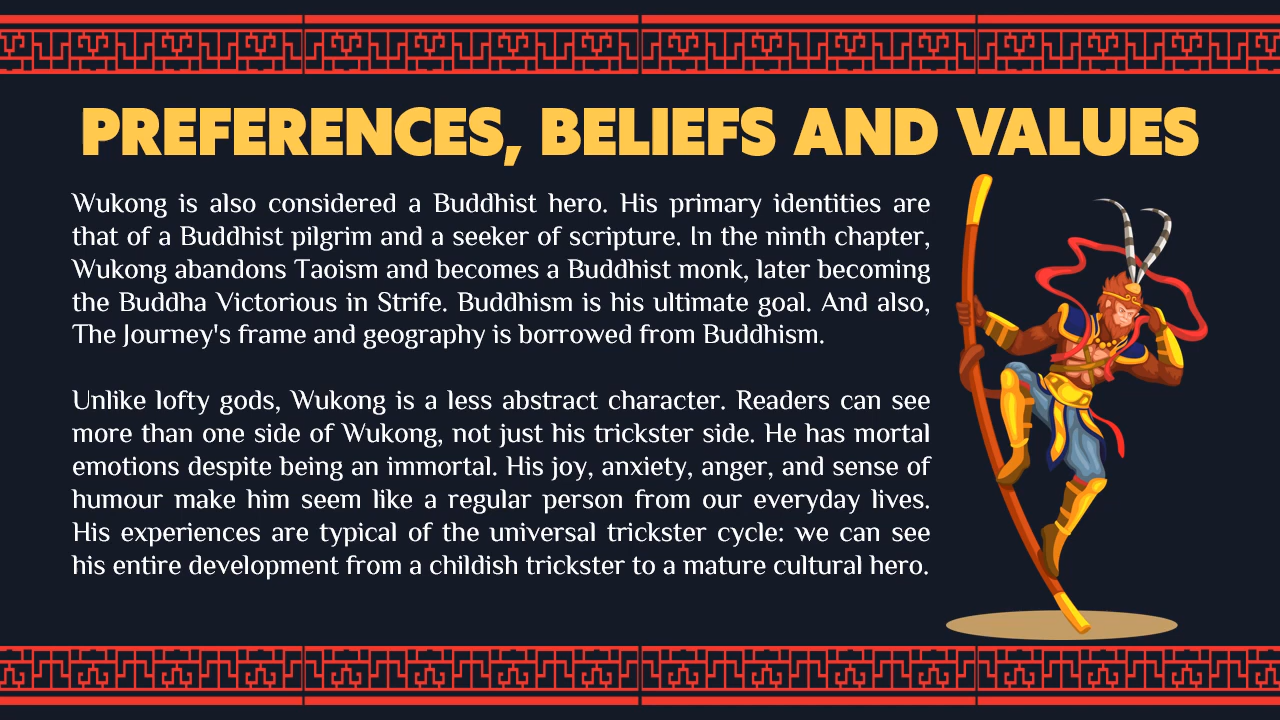 PREFERENCES, BELIEFS AND VALUES
Wukong is also considered a Buddhist hero. His primary identities are
that of a Buddhist pilgrim and a seeker of scripture. In the ninth chapter,
Wukong abandons Taoism and becomes a Buddhist monk, later becoming
the Buddha Victorious in Strife. Buddhism is his ultimate goal. And also,
The Journey's frame and geography is borrowed from Buddhism.
Unlike lofty gods, Wukong is a less abstract character. Readers can see
more than one side of Wukong, not just his trickster side. He has mortal
emotions despite being an immortal. His joy, anxiety, anger, and sense of
humour make him seem like a regular person from our everyday lives.
His experiences are typical of the universal trickster cycle: we can see
his entire development from a childish trickster to a mature cultural hero.